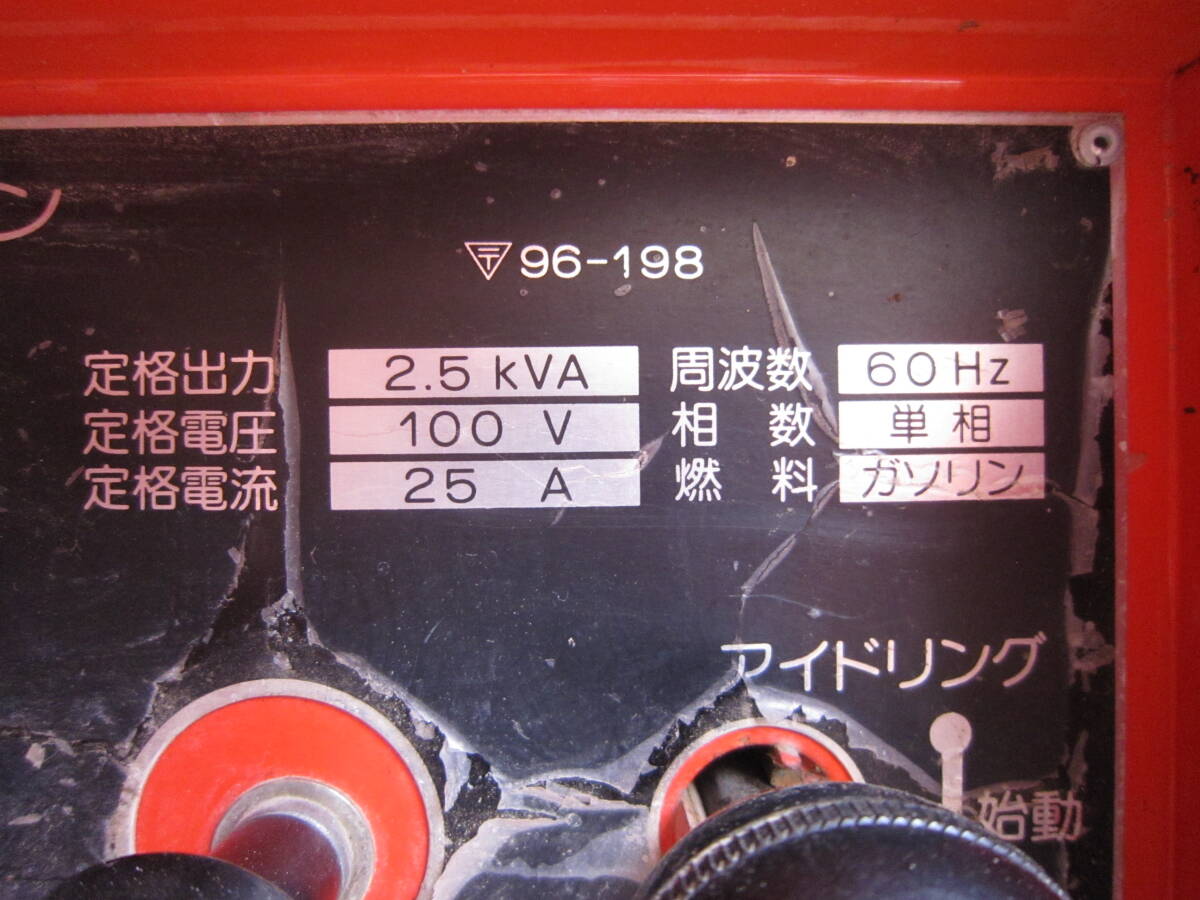 〒96-198
定格出力 2.5 kVA 周波数 60 Hz
定格電圧 100 V 相数 単相
定格電流 25 A 燃料 ガソリン
アイドリング
始動